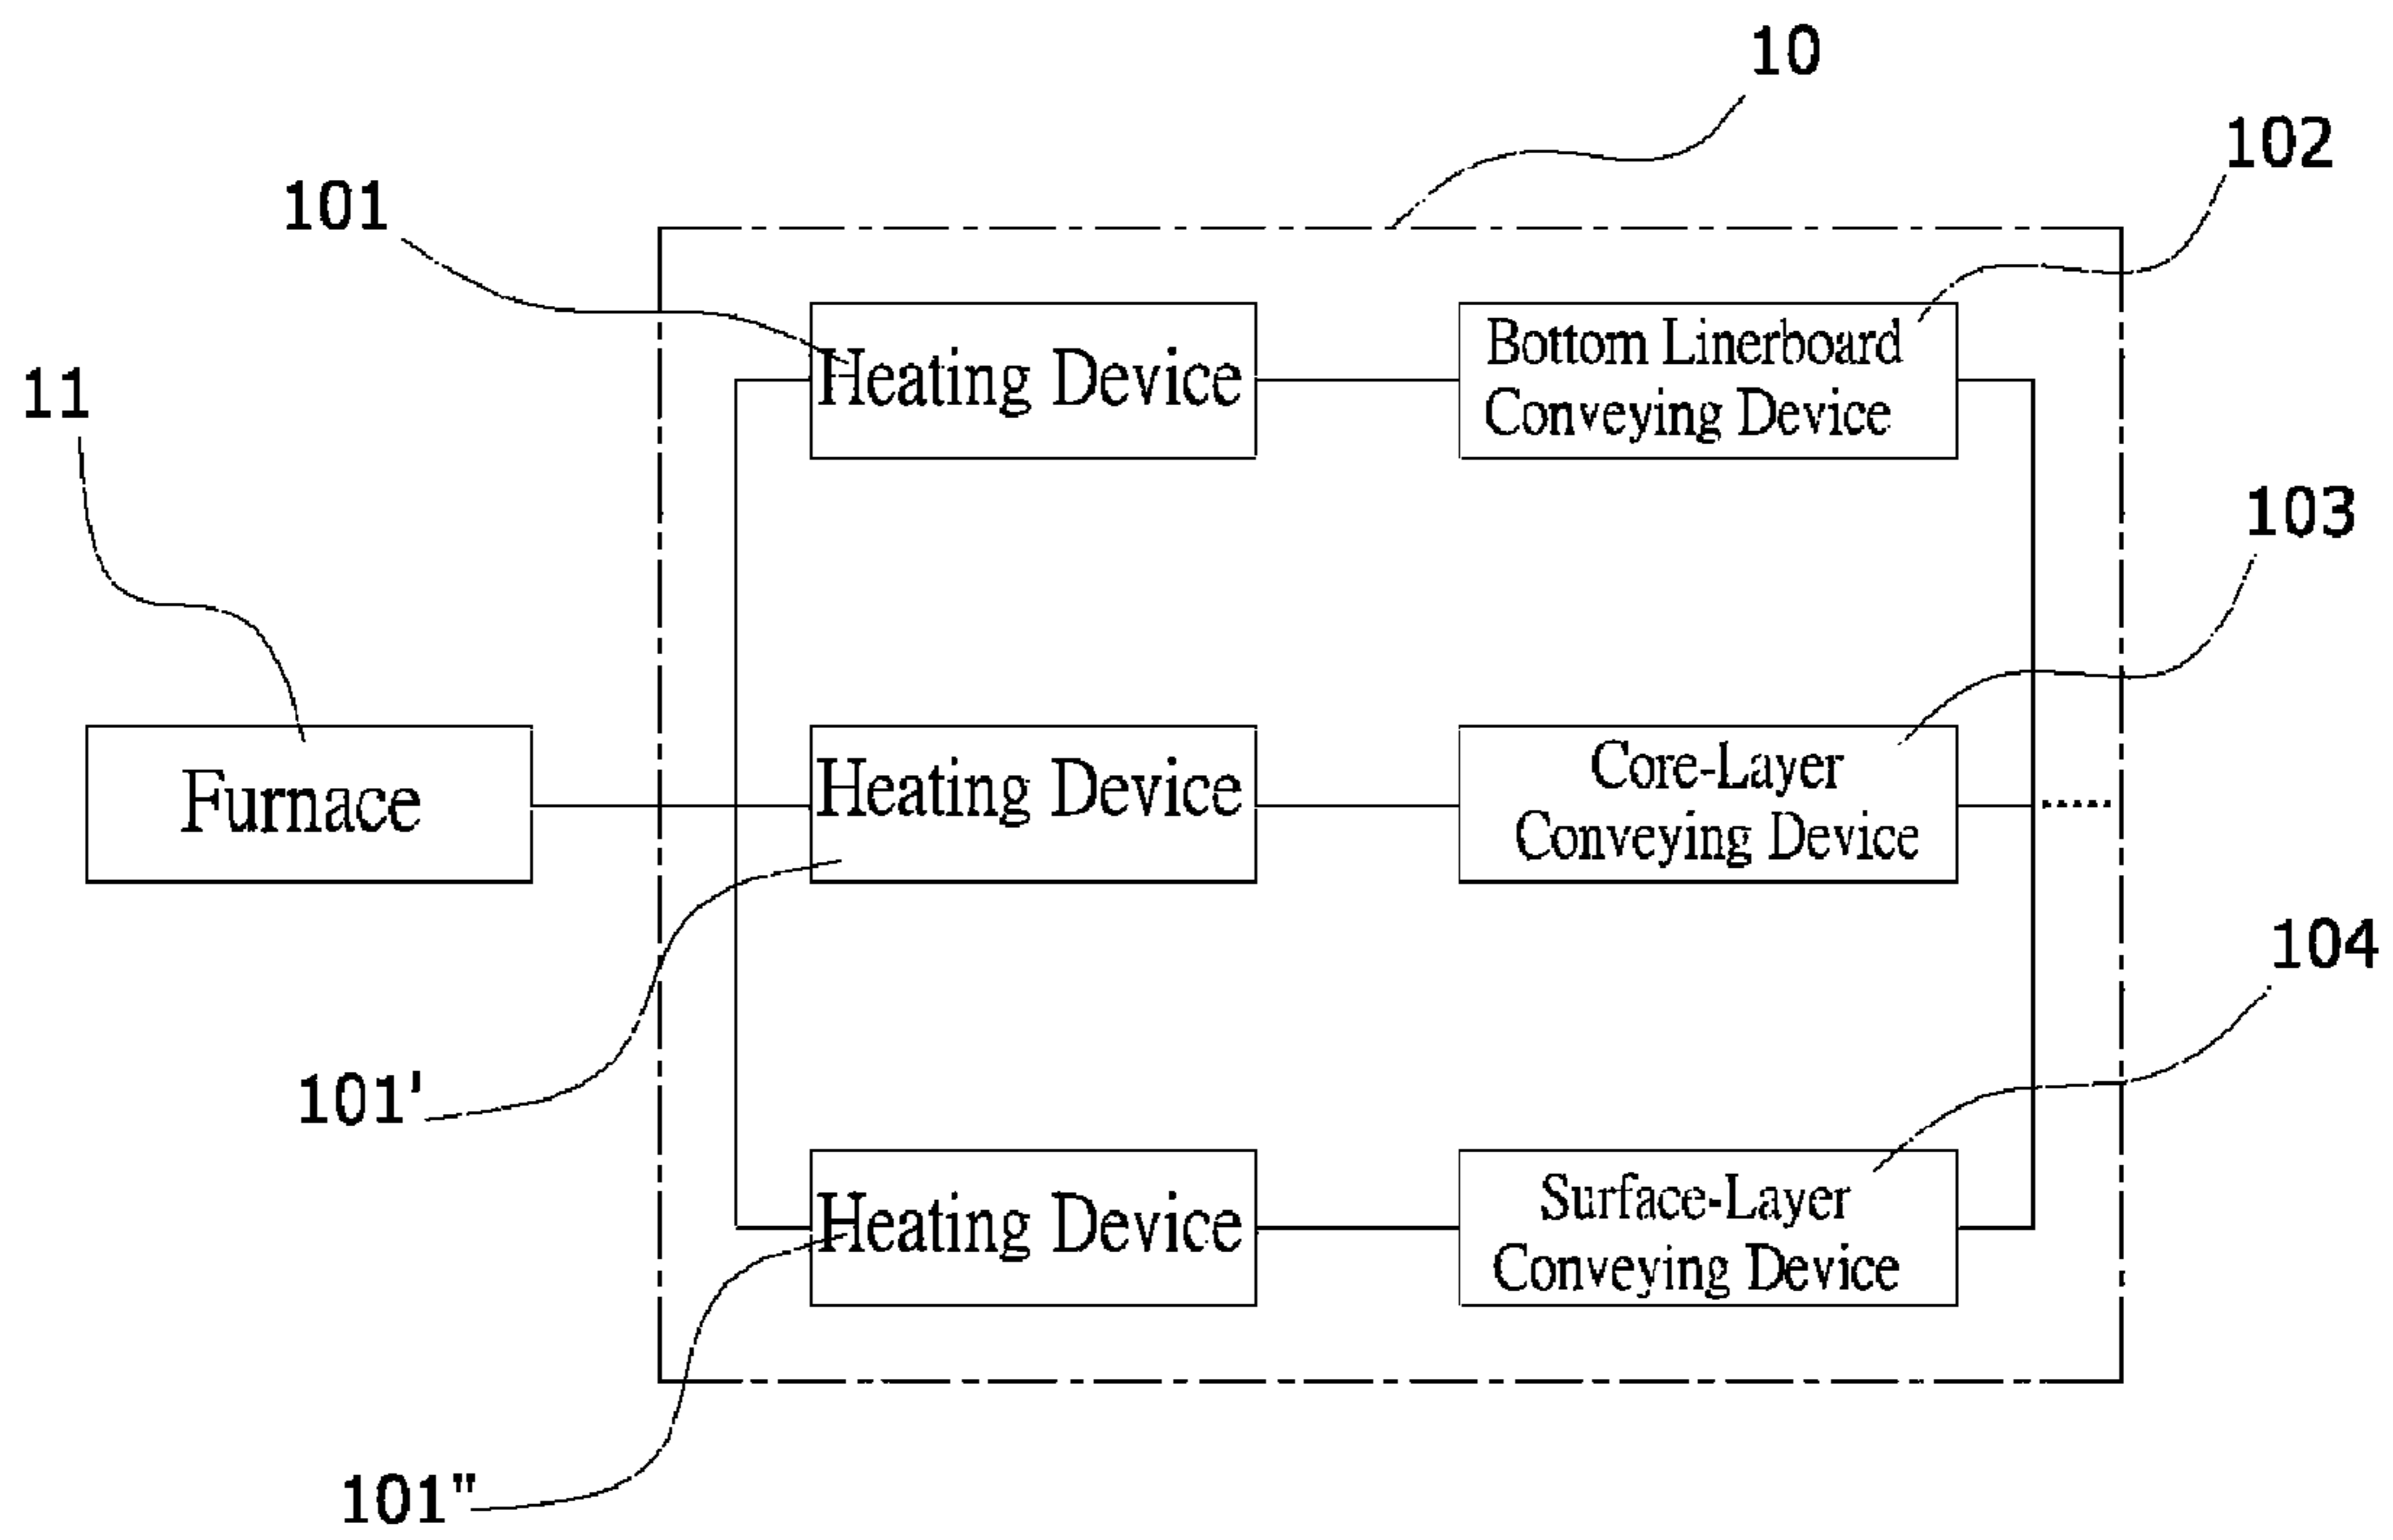 10
102
101
Heating Device
Bottom Linerboard
Conveying Device
11
103
Furnace
Heating Device
Core-Layer
Conveying Device
104
101'
Heating Device
Surface-Layer
Conveying Device
101"